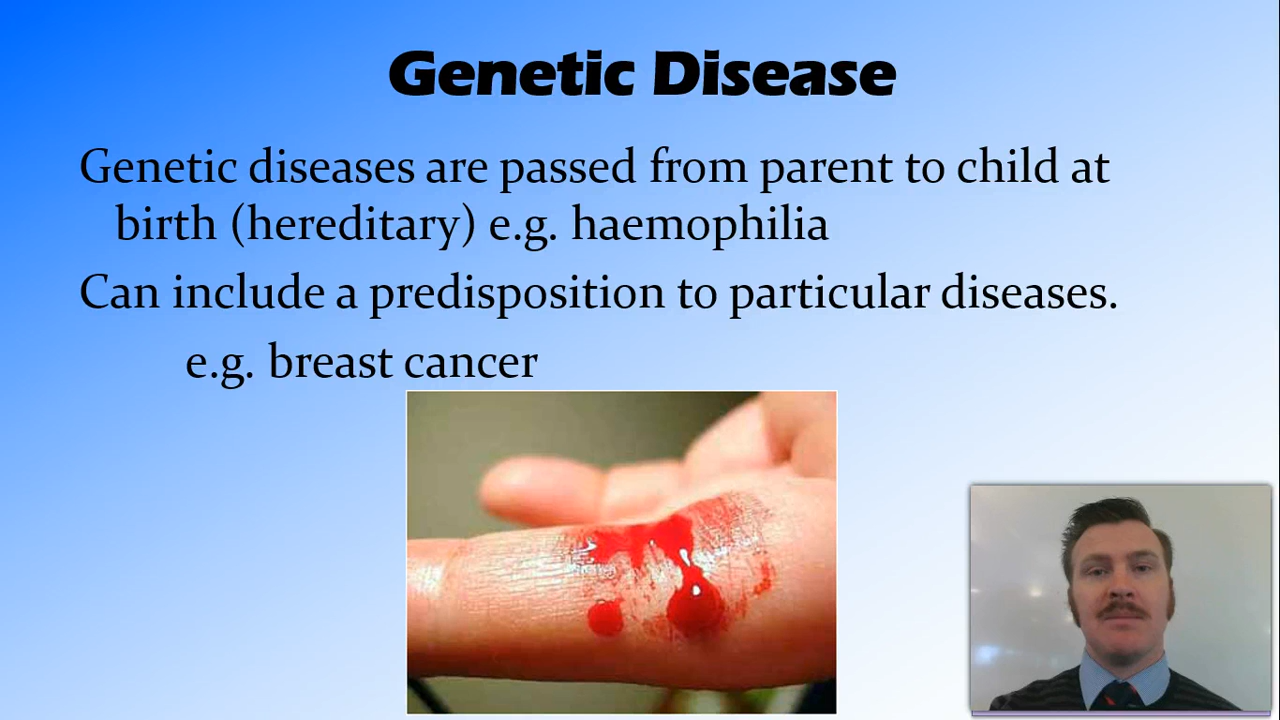 Genetic Disease
Genetic diseases are passed from parent to child at
birth (hereditary) e.g. haemophilia
Can include a predisposition to particular diseases.
e.g. breast cancer